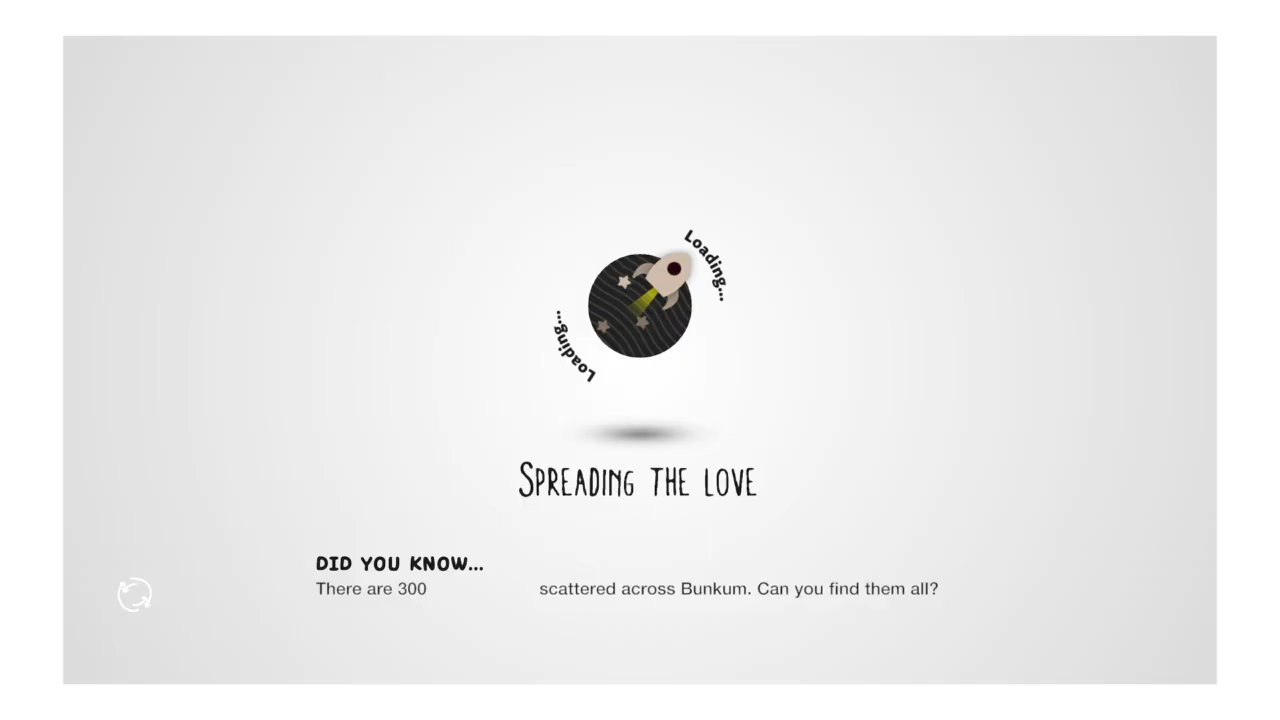 Loading...
Loading...
Spreading the love
DID YOU KNOW...
There are 300 scattered across Bunkum. Can you find them all?